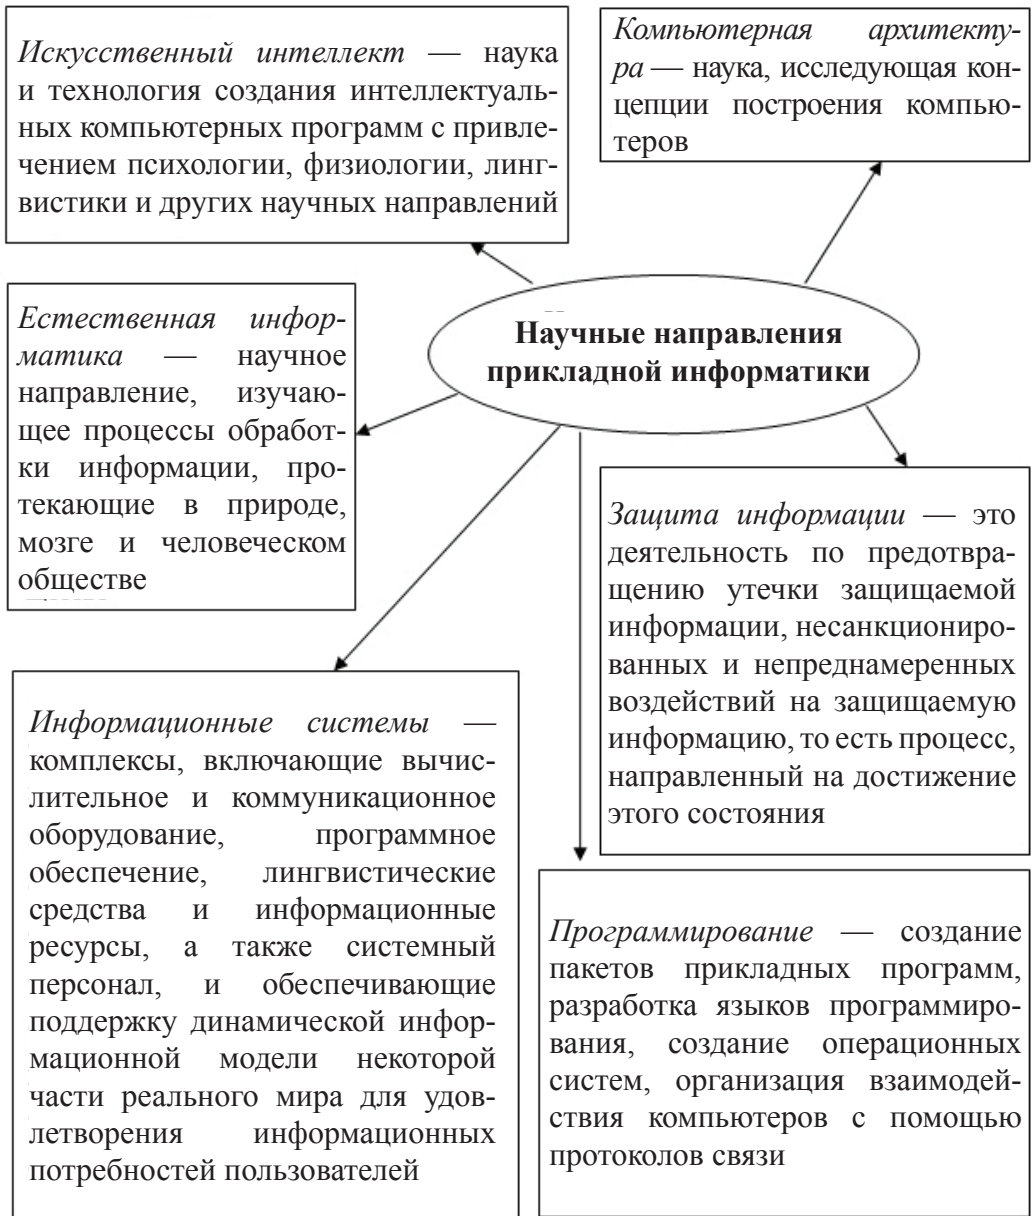 Искусственный интеллект — наука
и технология создания интеллектуаль-
ных компьютерных программ с привле-
чением психологии, физиологии, линг-
вистики и других научных направлений
Компьютерная архитекту-
ра — наука, исследующая кон-
цепции построения компью-
теров
Научные направления
прикладной информатики
Естественная инфор-
матика — научное
направление, изучаю-
щее процессы обработ-
ки информации, про-
текающие в природе,
мозге и человеческом
обществе
Защита информации — это
деятельность по предотвра-
щению утечки защищаемой
информации, несанкциониро-
ванных и непреднамеренных
воздействий на защищаемую
информацию, то есть процесс,
направленный на достижение
этого состояния
Информационные системы —
комплексы, включающие вычис-
лительное и коммуникационное
оборудование, программное
обеспечение, лингвистические
средства и информационные
ресурсы, а также системный
персонал, и обеспечивающие
поддержку динамической инфор-
мационной модели некоторой
части реального мира для удов-
летворения информационных
потребностей пользователей
Программирование — создание
пакетов прикладных программ,
разработка языков программиро-
вания, создание операционных
систем, организация взаимодей-
ствия компьютеров с помощью
протоколов связи